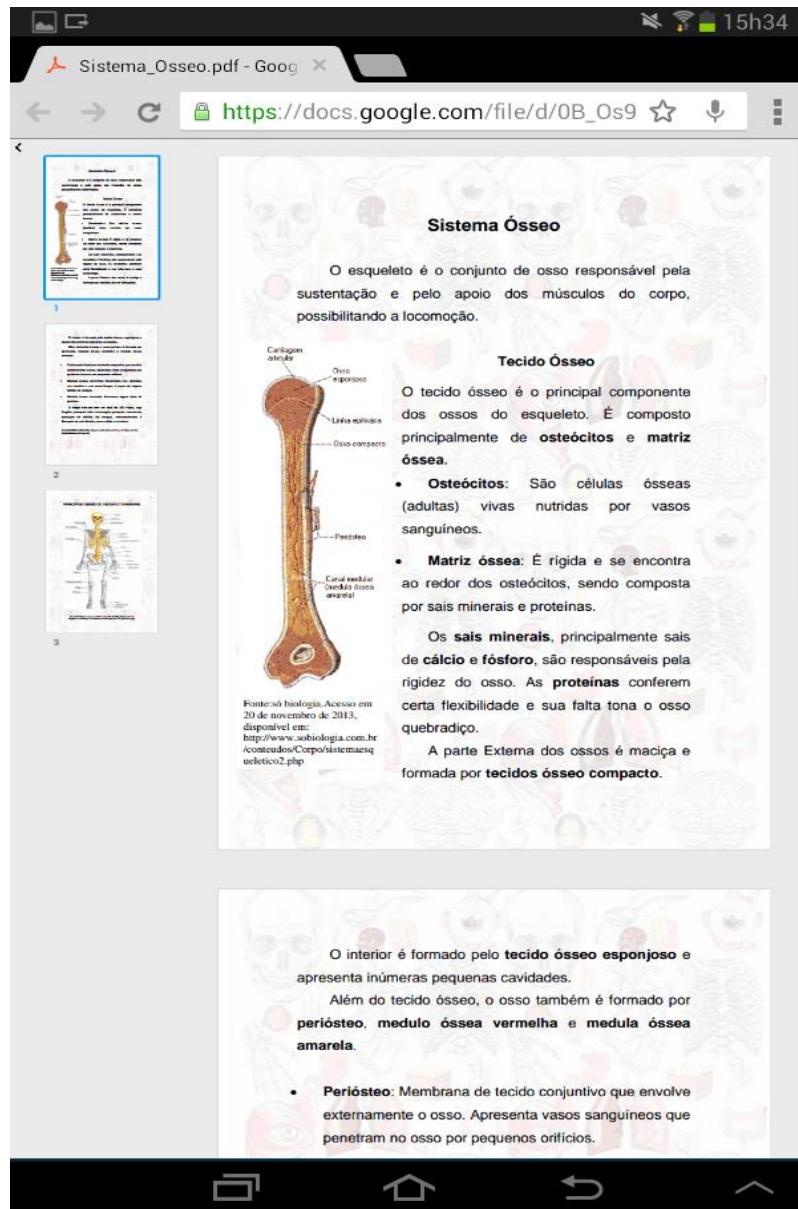 15h34
Sistema_Osseo.pdf - Goog
https://docs.google.com/file/d/0B_Os9
1
2
3
Sistema Ósseo
O esqueleto é o conjunto de osso responsável pela
sustentação e pelo apoio dos músculos do corpo,
possibilitando a locomoção.
Cartilagem
articular
Osso
esponjoso
Linha epifisária
Osso compacto
Periósteo
Canal medular
(medula óssea
amarela)
Fonte:só biologia.Acesso em
20 de novembro de 2013,
disponível em:
http://www.sobiologia.com.br
/conteudos/Corpo/sistemaesq
ueletico2.php
Tecido Ósseo
O tecido ósseo é o principal componente
dos ossos do esqueleto. É composto
principalmente de osteócitos e matriz
óssea.
• Osteócitos: São células ósseas
(adultas) vivas nutridas por vasos
sanguíneos.
• Matriz óssea: É rígida e se encontra
ao redor dos osteócitos, sendo composta
por sais minerais e proteínas.
Os sais minerais, principalmente sais
de cálcio e fósforo, são responsáveis pela
rigidez do osso. As proteínas conferem
certa flexibilidade e sua falta tona o osso
quebradiço.
A parte Externa dos ossos é maciça e
formada por tecidos ósseo compacto.
O interior é formado pelo tecido ósseo esponjoso e
apresenta inúmeras pequenas cavidades.
Além do tecido ósseo, o osso também é formado por
periósteo, medulo óssea vermelha e medula óssea
amarela.
• Periósteo: Membrana de tecido conjuntivo que envolve
externamente o osso. Apresenta vasos sanguíneos que
penetram no osso por pequenos orifícios.